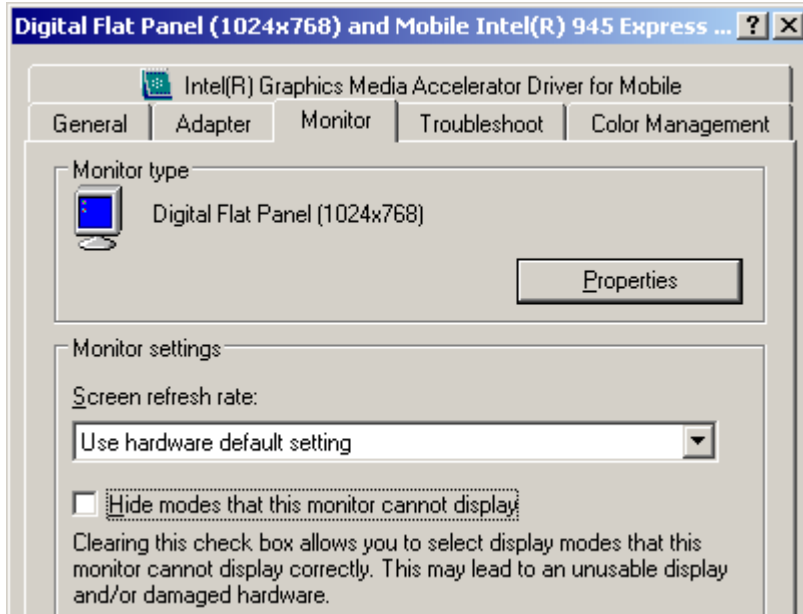 Digital Flat Panel (1024x768) and Mobile Intel(R) 945 Express ...
Intel(R) Graphics Media Accelerator Driver for Mobile
General Adapter Monitor Troubleshoot Color Management
Monitor type
Digital Flat Panel (1024x768)
Properties
Monitor settings
Screen refresh rate:
Use hardware default setting
Hide modes that this monitor cannot display
Clearing this check box allows you to select display modes that this
monitor cannot display correctly. This may lead to an unusable display
and/or damaged hardware.